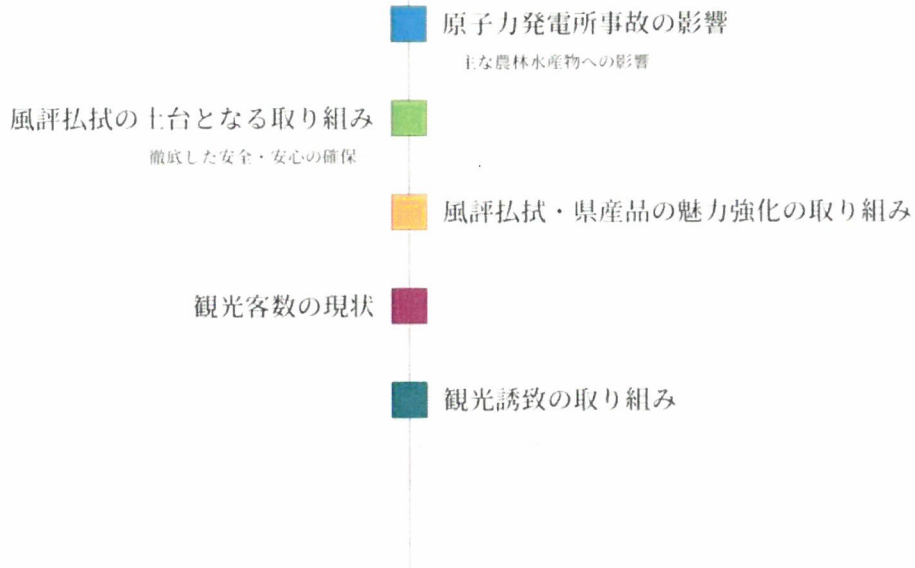 原子力発電所事故の影響
主な農林水産物への影響
風評払拭の土台となる取り組み
徹底した安全・安心の確保
風評払拭・県産品の魅力強化の取り組み
観光客数の現状
観光誘致の取り組み